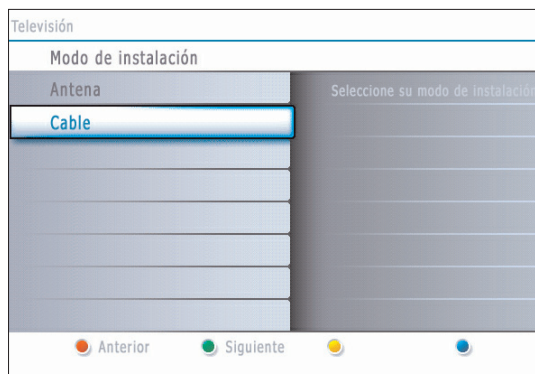 Televisión
Modo de instalación
Antena
Seleccione su modo de instalación
Cable
Anterior
Siguiente